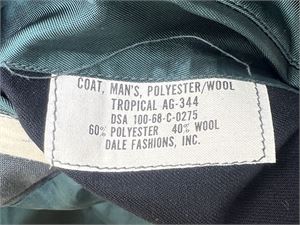 COAT, MAN'S, POLYESTER/WOOL
TROPICAL AG-344
DSA 100-68-C-0275
60% POLYESTER 40% WOOL
DALE FASHIONS, INC.